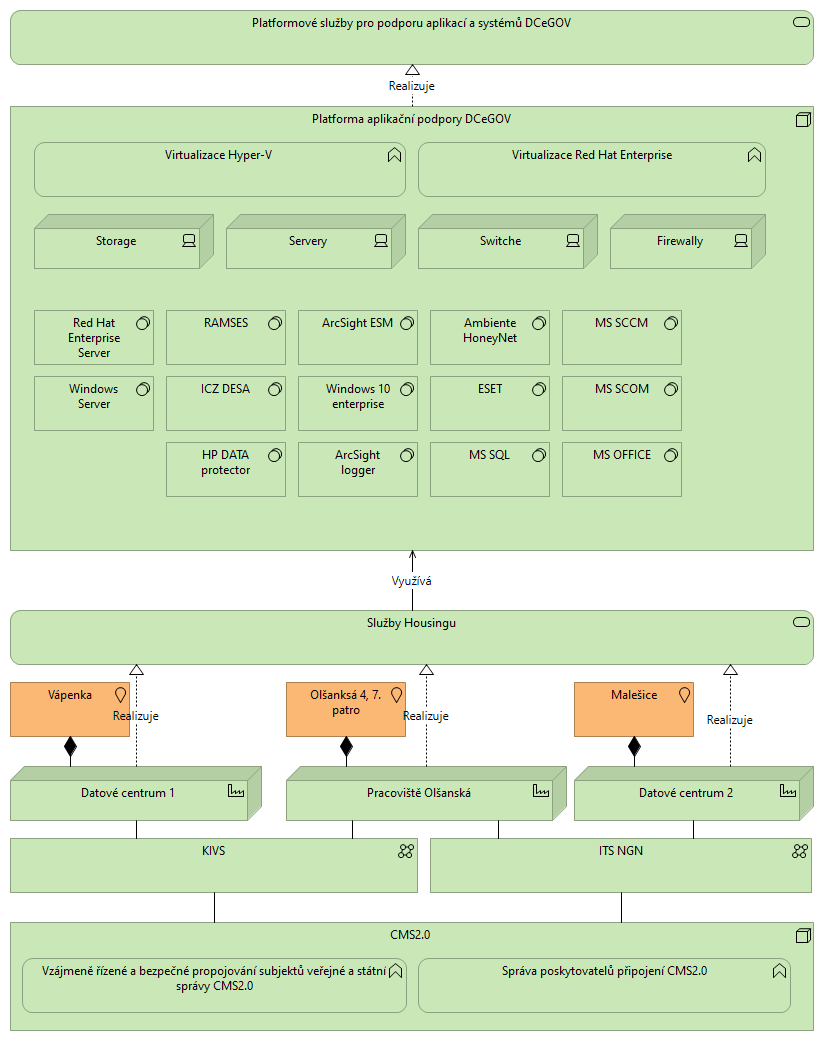 Platformové služby pro podporu aplikací a systémů DCeGOV
Realizuje
Platforma aplikační podpory DCeGOV
Virtualizace Hyper-V
Virtualizace Red Hat Enterprise
Storage
Servery
Switche
Firewally
Red Hat
Enterprise
Server
RAMSES
ArcSight ESM
Ambiente
HoneyNet
MS SCCM
Windows
Server
ICZ DESA
Windows 10
enterprise
ESET
MS SCOM
HP DATA
protector
ArcSight
logger
MS SQL
MS OFFICE
Využívá
Služby Housingu
Vápenka
Realizuje
Olšanksá 4, 7.
patro
Realizuje
Malešice
Realizuje
Datové centrum 1
Pracoviště Olšanská
Datové centrum 2
KIVS
ITS NGN
CMS2.0
Vzájmeně řízené a bezpečné propojování subjektů veřejné a státní
správy CMS2.0
Správa poskytovatelů připojení CMS2.0